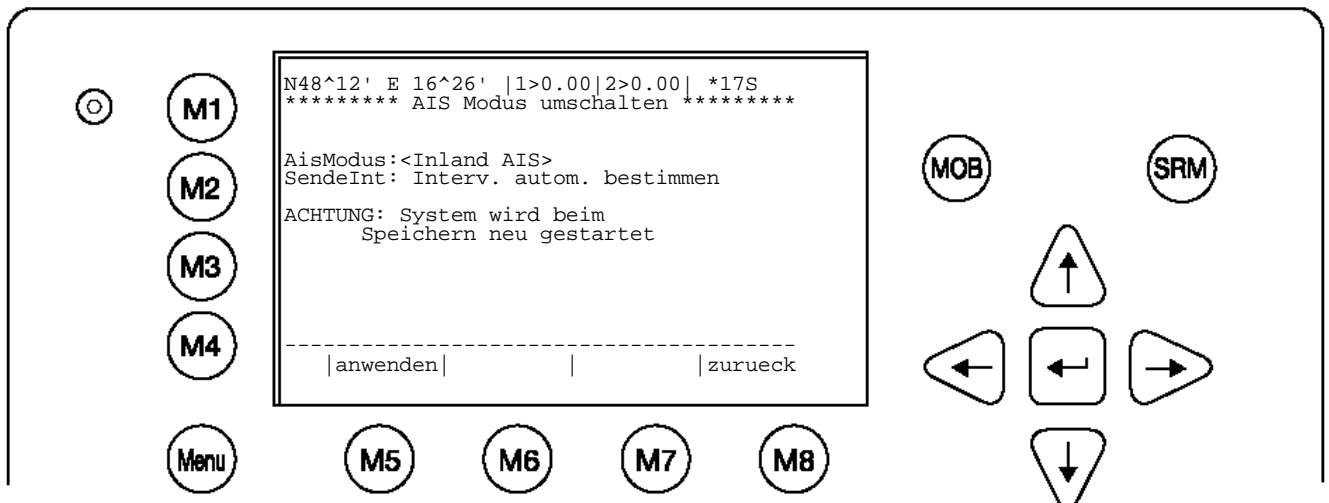 N48^12' E 16^26' |1>0.00|2>0.00| *17S
********* AIS Modus umschalten *********
AisModus:<Inland AIS>
SendeInt: Interv. autom. bestimmen
ACHTUNG: System wird beim
Speichern neu gestartet
----------------------------------------
|anwenden| | |zurueck
M1
M2
M3
M4
Menu
M5 M6 M7 M8
MOB
SRM